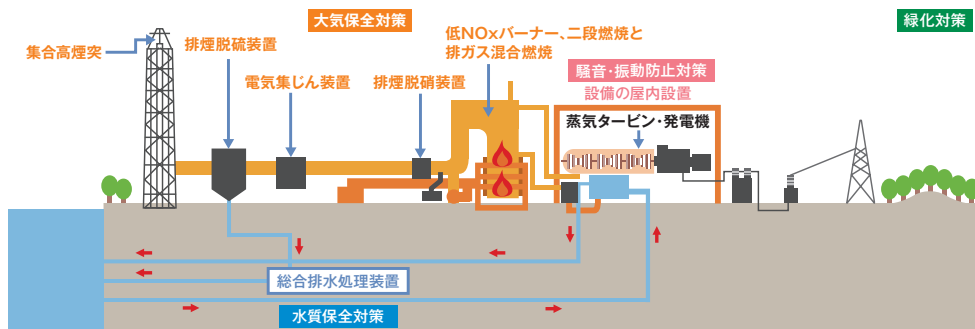 大気保全対策
緑化対策
集合高煙突
排煙脱硫装置
電気集じん装置
排煙脱硝装置
低NOxバーナー、二段燃焼と
排ガス混合燃焼
騒音・振動防止対策
設備の屋内設置
蒸気タービン・発電機
総合排水処理装置
水質保全対策